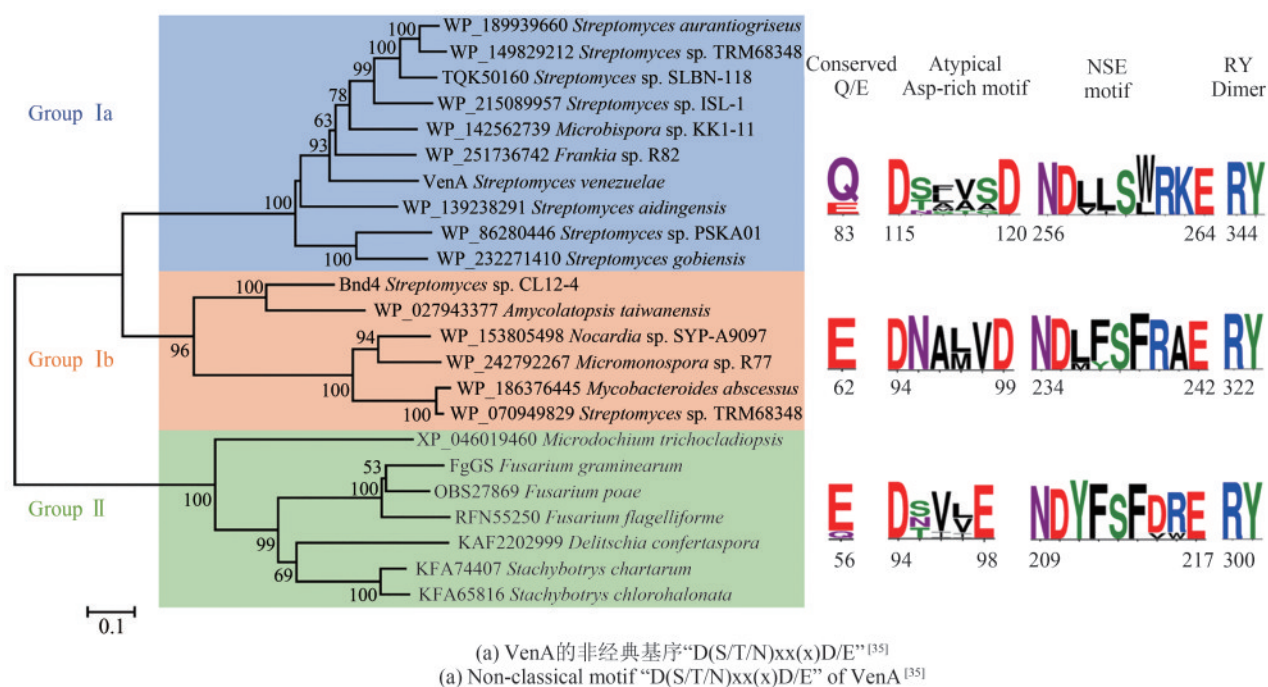 Group Ⅰa
Group Ⅰb
Group Ⅱ
WP_189939660 Streptomyces aurantiogriseus
WP_149829212 Streptomyces sp. TRM68348
TQK50160 Streptomyces sp. SLBN-118
WP_215089957 Streptomyces sp. ISL-1
WP_142562739 Microbispora sp. KK1-11
WP_251736742 Frankia sp. R82
VenA Streptomyces venezuelae
WP_139238291 Streptomyces aidingensis
WP_86280446 Streptomyces sp. PSKA01
WP_232271410 Streptomyces gobiensis
Bnd4 Streptomyces sp. CL12-4
WP_027943377 Amycolatopsis taiwanensis
WP_153805498 Nocardia sp. SYP-A9097
WP_242792267 Micromonospora sp. R77
WP_186376445 Mycobacteroides abscessus
WP_070949829 Streptomyces sp. TRM68348
XP_046019460 Microdochium trichocladiopsis
FgGS Fusarium graminearum
OBS27869 Fusarium poae
RFN55250 Fusarium flagelliforme
KAF2202999 Delitschia confertaspora
KFA74407 Stachybotrys chartarum
KFA65816 Stachybotrys chlorohalonata
100
100
99
78
63
93
100
100
100
96
94
100
100
100
53
100
99
69
100
0.1
Conserved Q/E
Atypical Asp-rich motif
NSE motif
RY Dimer
Q E D S D NDLLSWRKE RY
83 115 120 256 264 344
E DNALVD NDLFSFRAE RY
62 94 99 234 242 322
E DSVLE NDYFSFDRE RY
56 94 98 209 217 300
(a) VenA的非经典基序“D(S/T/N)xx(x)D/E”[35]
(a) Non-classical motif “D(S/T/N)xx(x)D/E” of VenA[35]